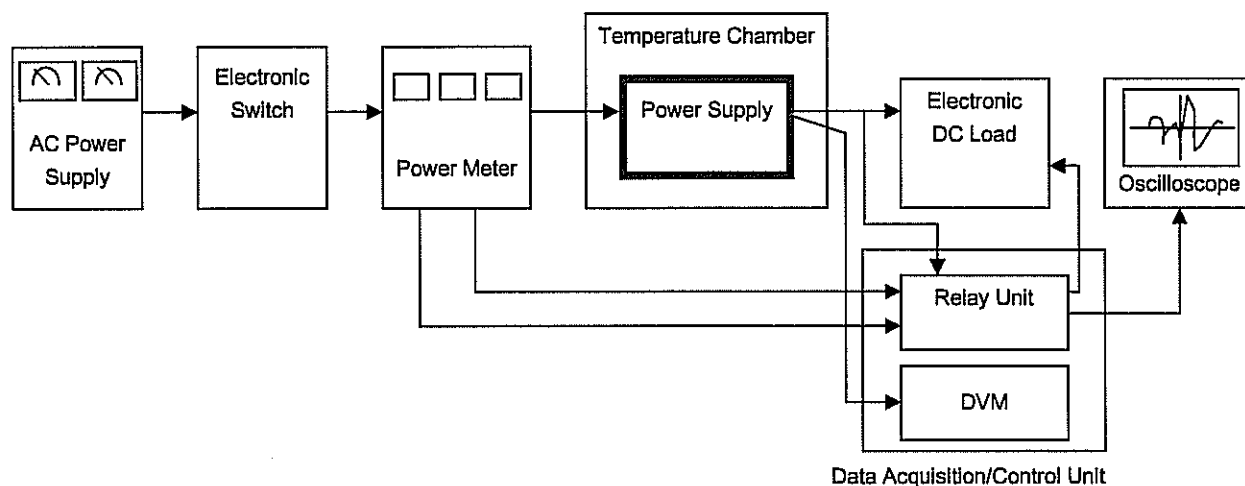 AC Power
Supply
Electronic
Switch
Power Meter
Temperature Chamber
Power Supply
Electronic
DC Load
Oscilloscope
Relay Unit
DVM
Data Acquisition/Control Unit